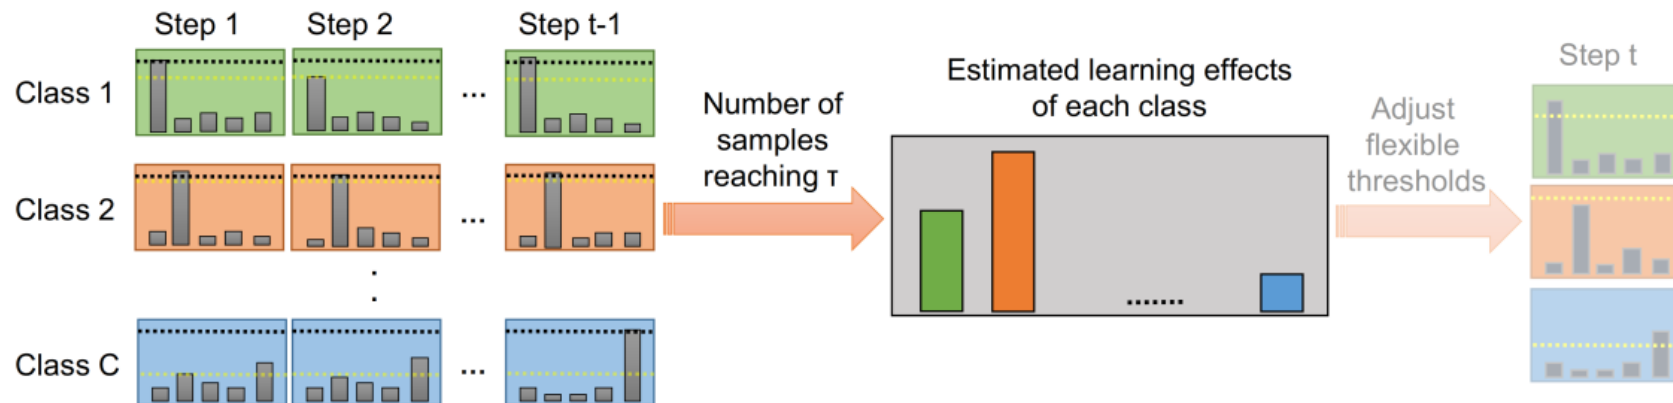 Step 1
Step 2
Step t-1
Class 1
...
Class 2
...
Class C
...
Number of
samples
reaching τ
Estimated learning effects
of each class
.......
Adjust
flexible
thresholds
Step t